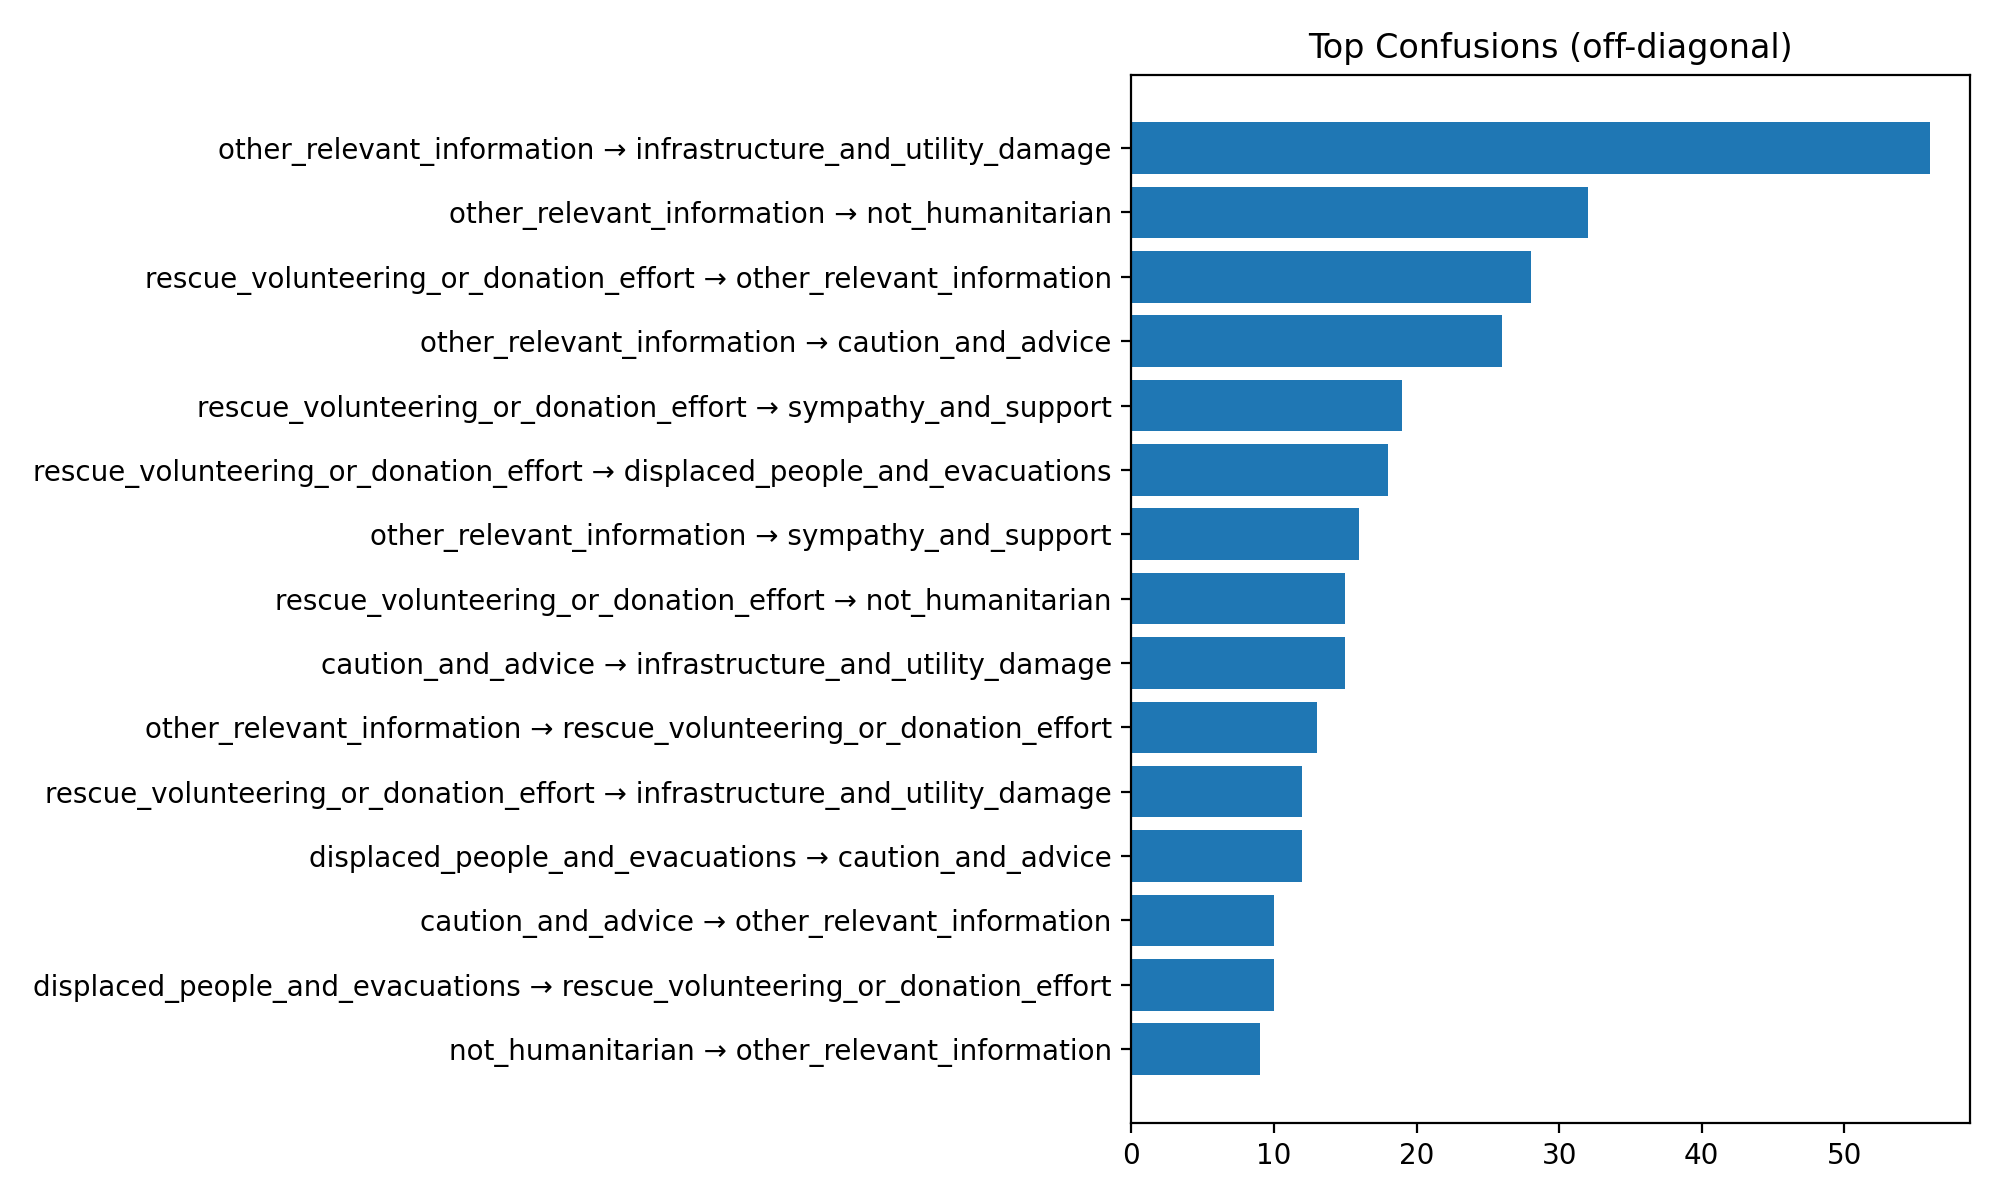 Top Confusions (off-diagonal)
other_relevant_information → infrastructure_and_utility_damage
other_relevant_information → not_humanitarian
rescue_volunteering_or_donation_effort → other_relevant_information
other_relevant_information → caution_and_advice
rescue_volunteering_or_donation_effort → sympathy_and_support
rescue_volunteering_or_donation_effort → displaced_people_and_evacuations
other_relevant_information → sympathy_and_support
rescue_volunteering_or_donation_effort → not_humanitarian
caution_and_advice → infrastructure_and_utility_damage
other_relevant_information → rescue_volunteering_or_donation_effort
rescue_volunteering_or_donation_effort → infrastructure_and_utility_damage
displaced_people_and_evacuations → caution_and_advice
caution_and_advice → other_relevant_information
displaced_people_and_evacuations → rescue_volunteering_or_donation_effort
not_humanitarian → other_relevant_information
0 10 20 30 40 50